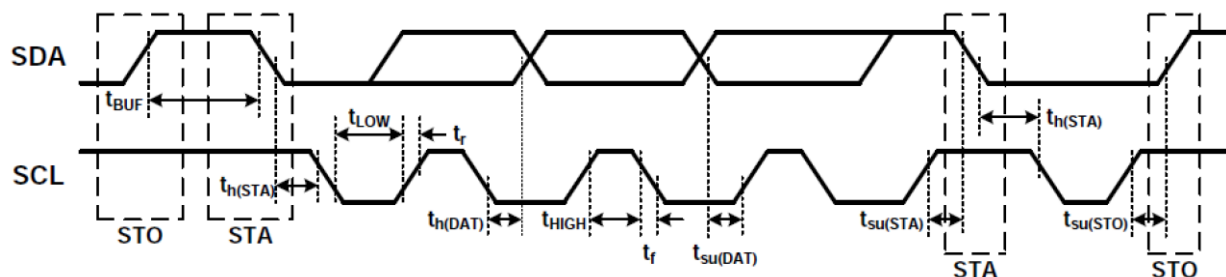 SDA
t_BUF
t_LOW
t_r
t_h(STA)
SCL
t_h(STA)
t_h(DAT)
t_HIGH
t_f
t_su(DAT)
t_su(STA)
t_su(STO)
STO
STA
STA
STO